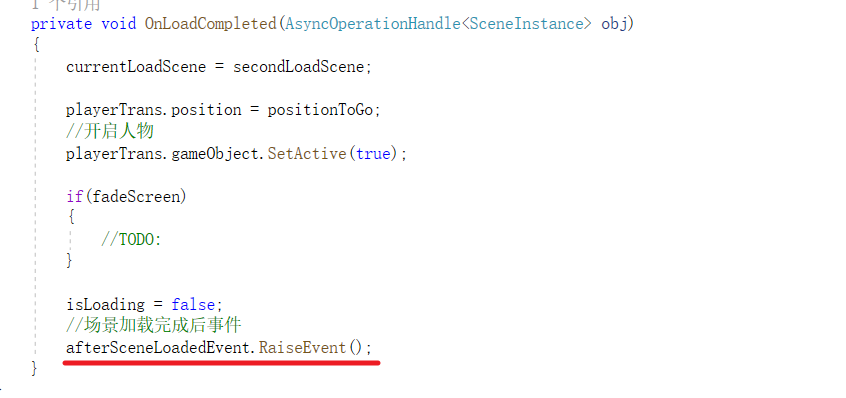 1 个引用
private void OnLoadCompleted(AsyncOperationHandle<SceneInstance> obj)
{
currentLoadScene = secondLoadScene;
playerTrans.position = positionToGo;
//开启人物
playerTrans.gameObject.SetActive(true);
if(fadeScreen)
{
//TODO:
}
isLoading = false;
//场景加载完成后事件
afterSceneLoadedEvent.RaiseEvent();
}